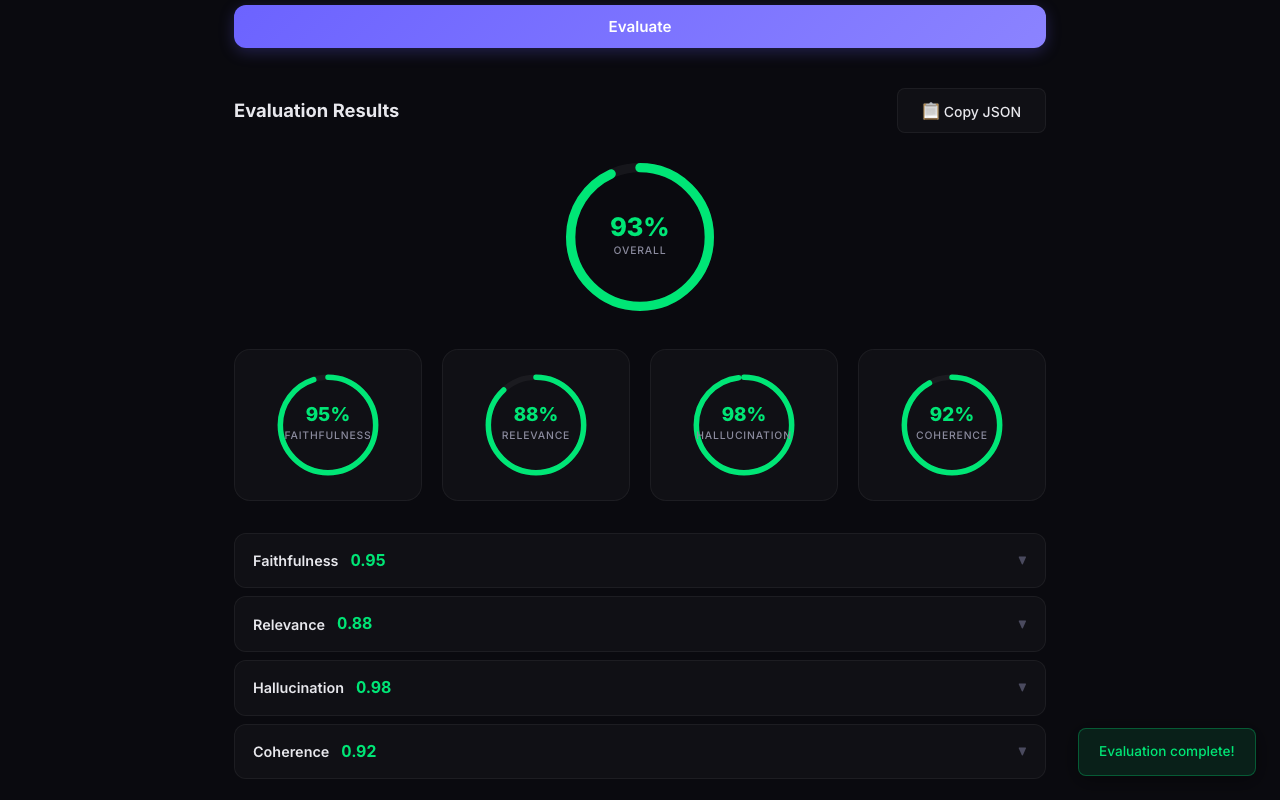 Evaluate
Evaluation Results
📋 Copy JSON
93%
OVERALL
95%
FAITHFULNESS
88%
RELEVANCE
98%
HALLUCINATION
92%
COHERENCE
Faithfulness 0.95 ▼
Relevance 0.88 ▼
Hallucination 0.98 ▼
Coherence 0.92 ▼
Evaluation complete!